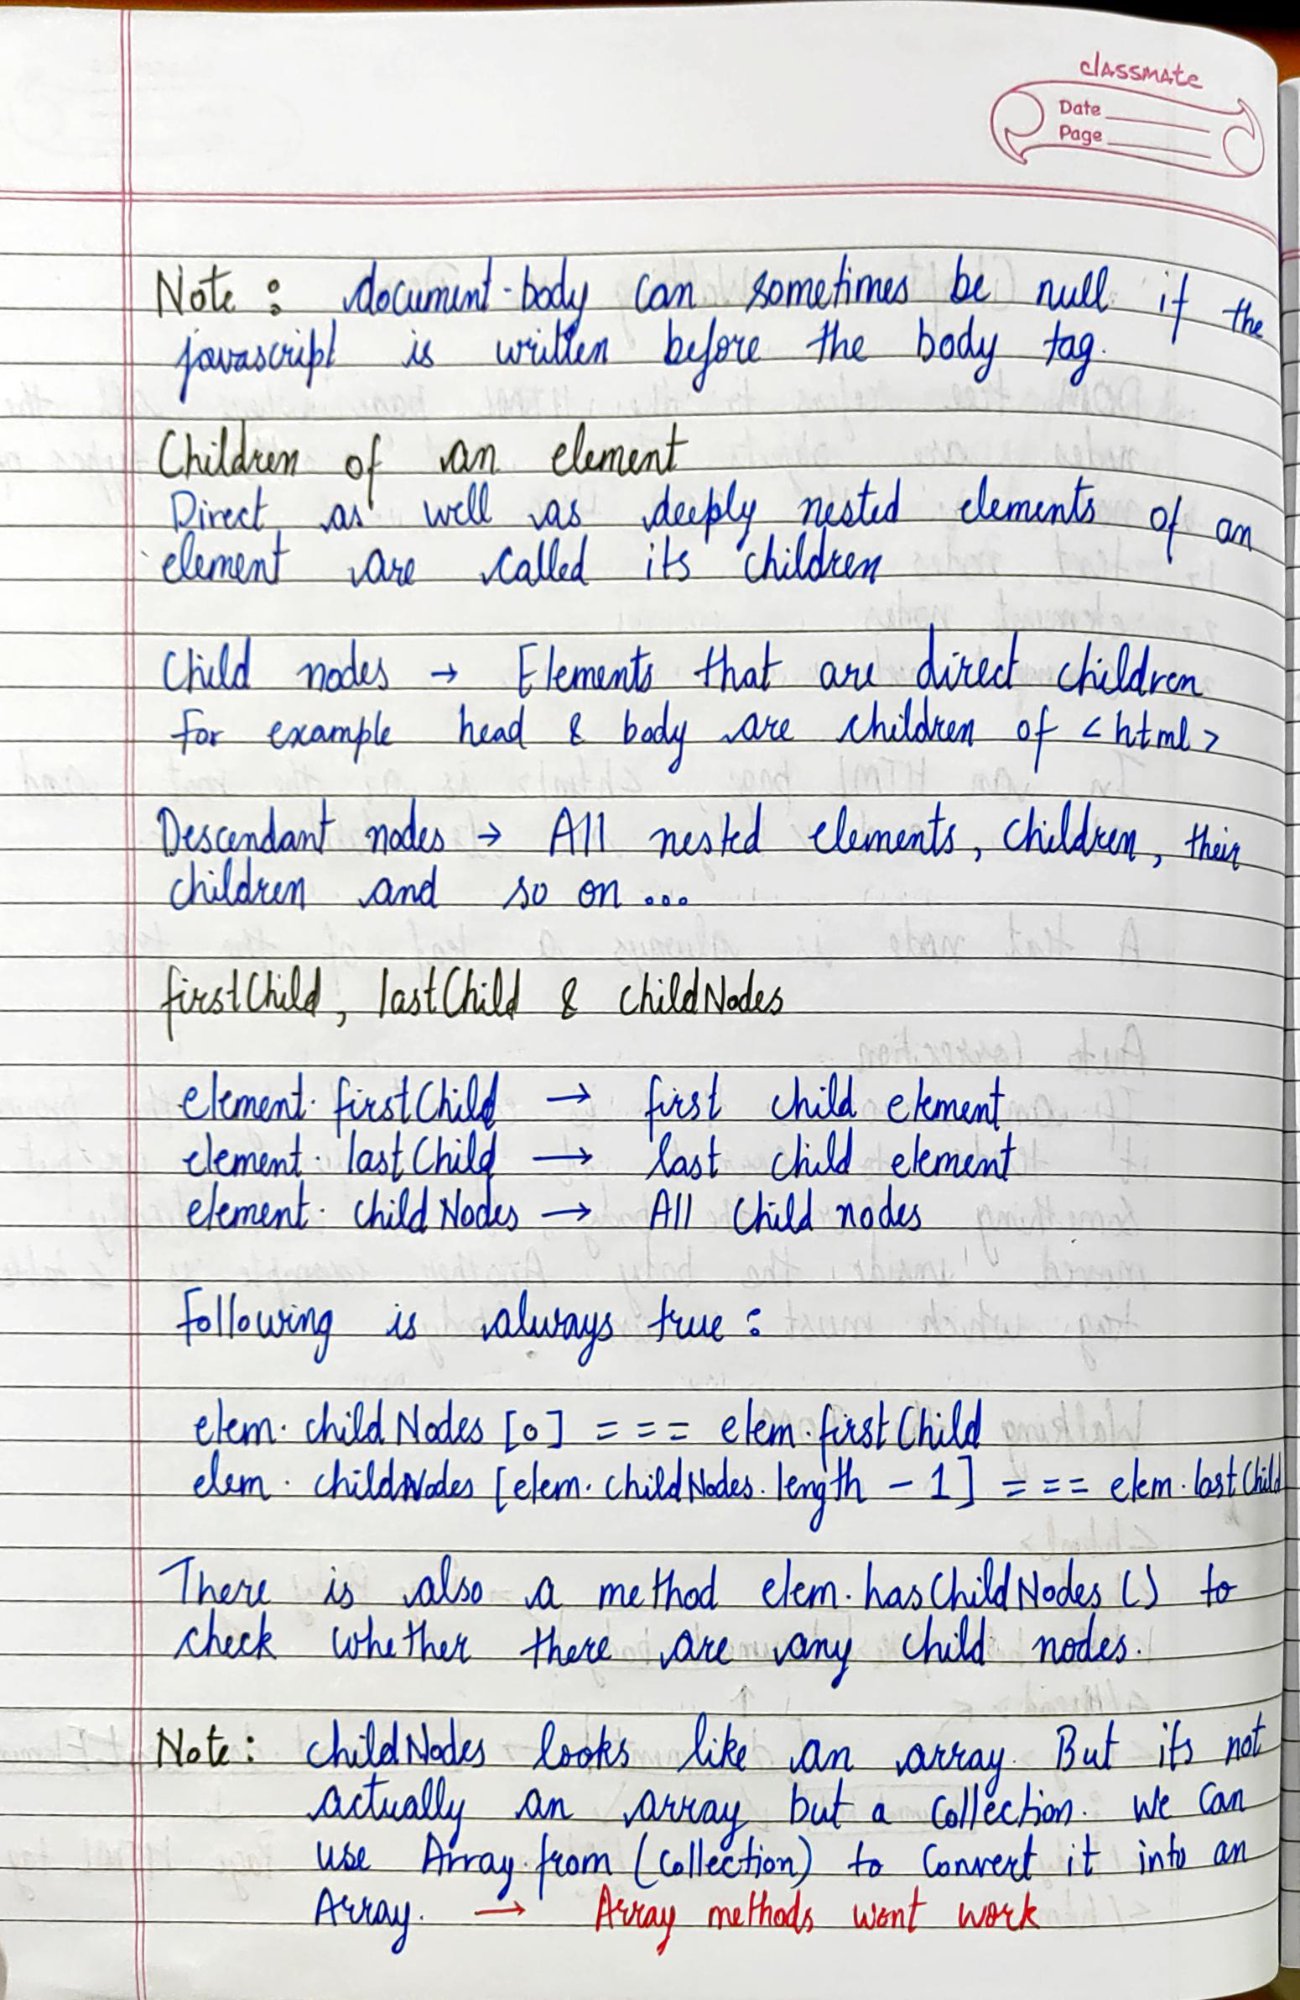 classmate
Date
Page
Note : document.body can sometimes be null if the
javascript is written before the body tag.
Children of an element
Direct as well as deeply nested elements of an
element are called its children
Child nodes → Elements that are direct children
For example head & body are children of <html>
Descendant nodes → All nested elements, children, their
children and so on ...
firstChild, lastChild & childNodes
element. firstChild → first child element
element. lastChild → last child element
element. childNodes → All Child nodes
Following is always true :
elem. childNodes [0] === elem.firstChild
elem. childNodes [elem.childNodes.length - 1] === elem.lastChild
There is also a method elem.hasChildNodes () to
check whether there are any child nodes.
Note : childNodes looks like an array. But its not
actually an array but a collection. We can
use Array.from (collection) to convert it into an
Array. → Array methods wont work